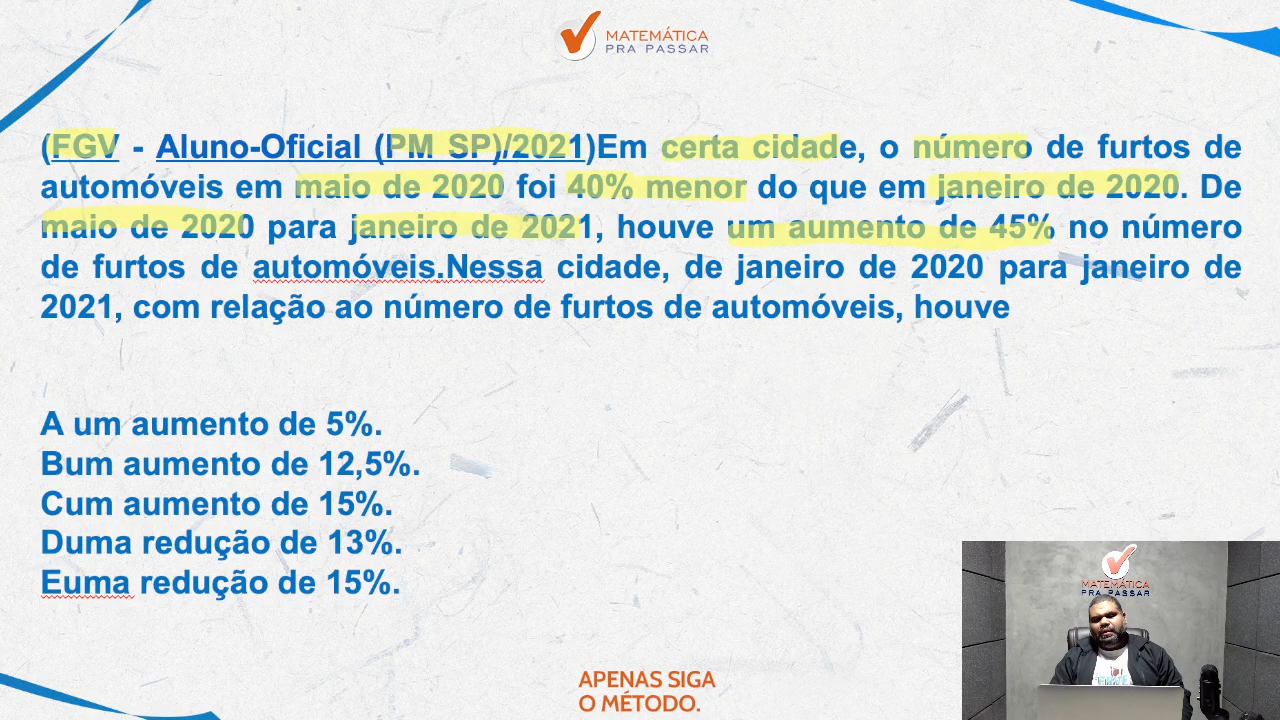 MATEMÁTICA
PRA PASSAR
(FGV - Aluno-Oficial (PM SP)/2021)Em certa cidade, o número de furtos de
automóveis em maio de 2020 foi 40% menor do que em janeiro de 2020. De
maio de 2020 para janeiro de 2021, houve um aumento de 45% no número
de furtos de automóveis.Nessa cidade, de janeiro de 2020 para janeiro de
2021, com relação ao número de furtos de automóveis, houve
A um aumento de 5%.
Bum aumento de 12,5%.
Cum aumento de 15%.
Duma redução de 13%.
Euma redução de 15%.
MATEMÁTICA
PRA PASSAR
APENAS SIGA
O MÉTODO.